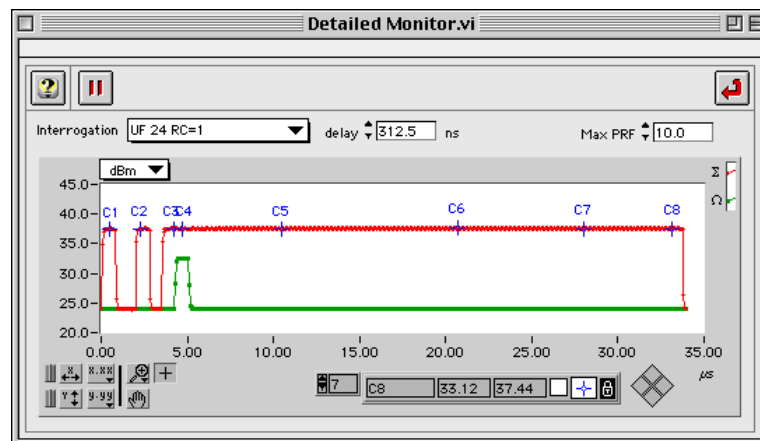 Detailed Monitor.vi
?
Interrogation UF 24 RC=1 delay 312.5 ns Max PRF 10.0
dBm
Σ
Ω
45.0
40.0
35.0
30.0
25.0
20.0
C1 C2 C3 C4 C5 C6 C7 C8
0.00 5.00 10.00 15.00 20.00 25.00 30.00 35.00
µs
X X.XX
Y Y.YY
7 C8 33.12 37.44